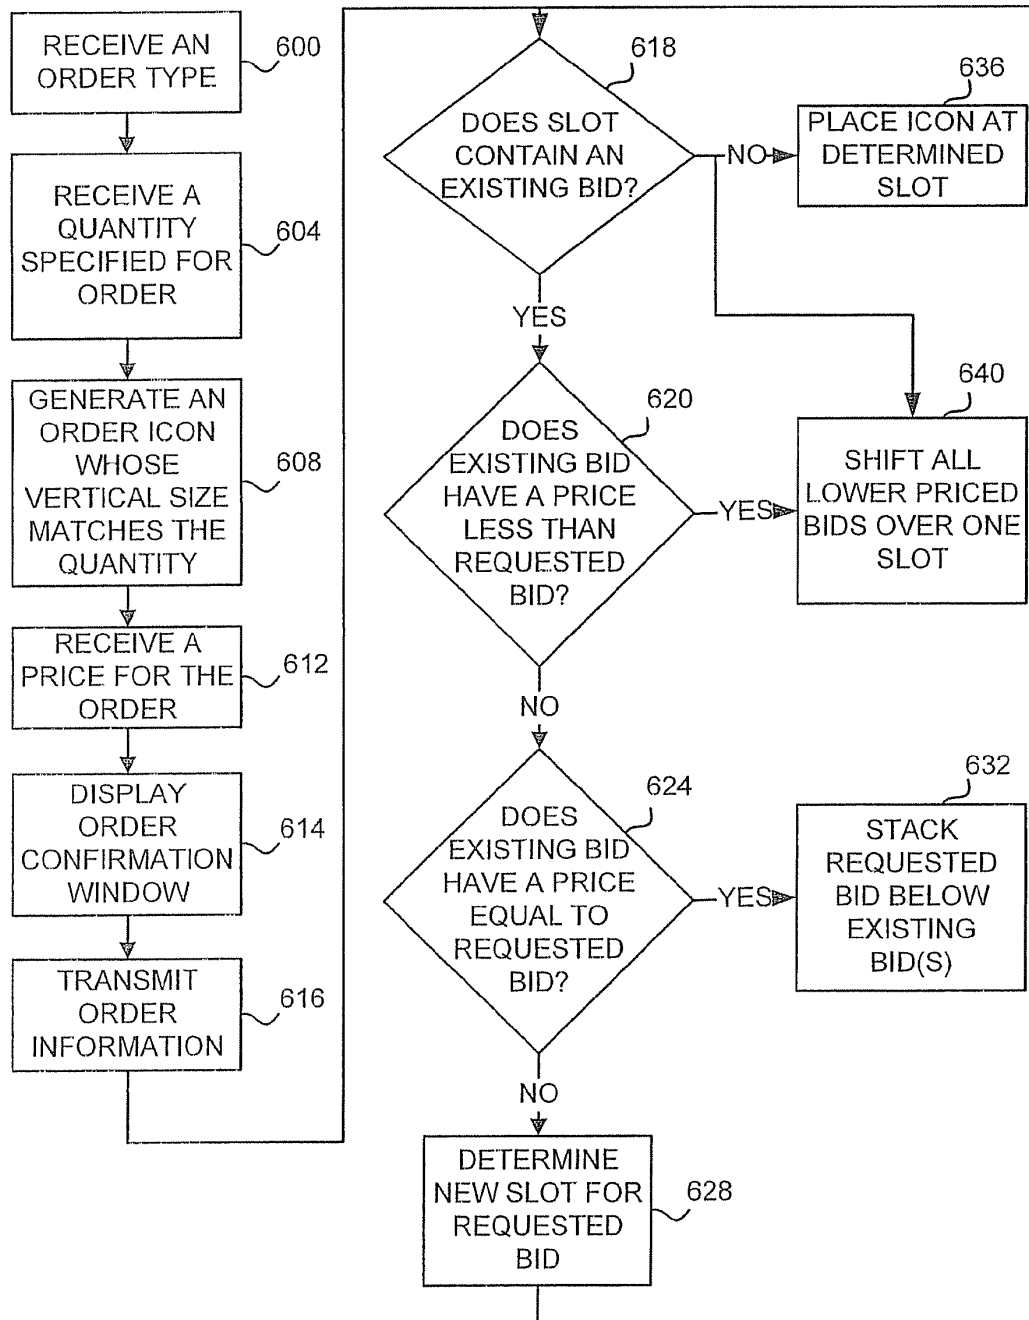 RECEIVE AN
ORDER TYPE
600
RECEIVE A
QUANTITY
SPECIFIED FOR
ORDER
604
GENERATE AN
ORDER ICON
WHOSE
VERTICAL SIZE
MATCHES THE
QUANTITY
608
RECEIVE A
PRICE FOR THE
ORDER
612
DISPLAY
ORDER
CONFIRMATION
WINDOW
614
TRANSMIT
ORDER
INFORMATION
616
618
DOES SLOT
CONTAIN AN
EXISTING BID?
NO
636
PLACE ICON AT
DETERMINED
SLOT
YES
620
DOES
EXISTING BID
HAVE A PRICE
LESS THAN
REQUESTED
BID?
YES
640
SHIFT ALL
LOWER PRICED
BIDS OVER ONE
SLOT
NO
624
DOES
EXISTING BID
HAVE A PRICE
EQUAL TO
REQUESTED
BID?
YES
632
STACK
REQUESTED
BID BELOW
EXISTING
BID(S)
NO
DETERMINE
NEW SLOT FOR
REQUESTED
BID
628